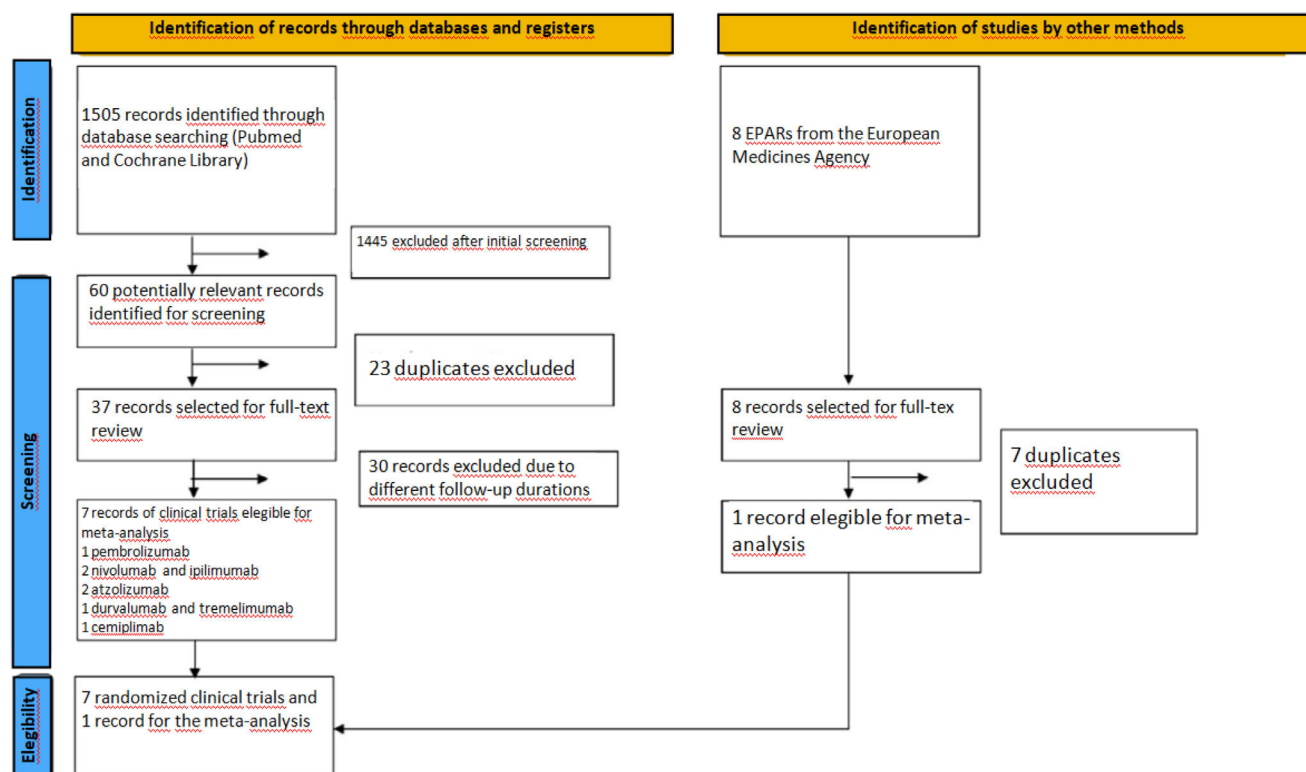 Identification of records through databases and registers
Identification of studies by other methods
Identification
1505 records identified through
database searching (Pubmed
and Cochrane Library)
8 EPARs from the European
Medicines Agency
1445 excluded after initial screening
Screening
60 potentially relevant records
identified for screening
23 duplicates excluded
37 records selected for full-text
review
8 records selected for full-tex
review
30 records excluded due to
different follow-up durations
7 duplicates
excluded
7 records of clinical trials elegible for
meta-analysis
1 pembrolizumab
2 nivolumab and ipilimumab
2 atzolizumab
1 durvalumab and tremelimumab
1 cemiplimab
1 record elegible for meta-
analysis
Elegibility
7 randomized clinical trials and
1 record for the meta-analysis